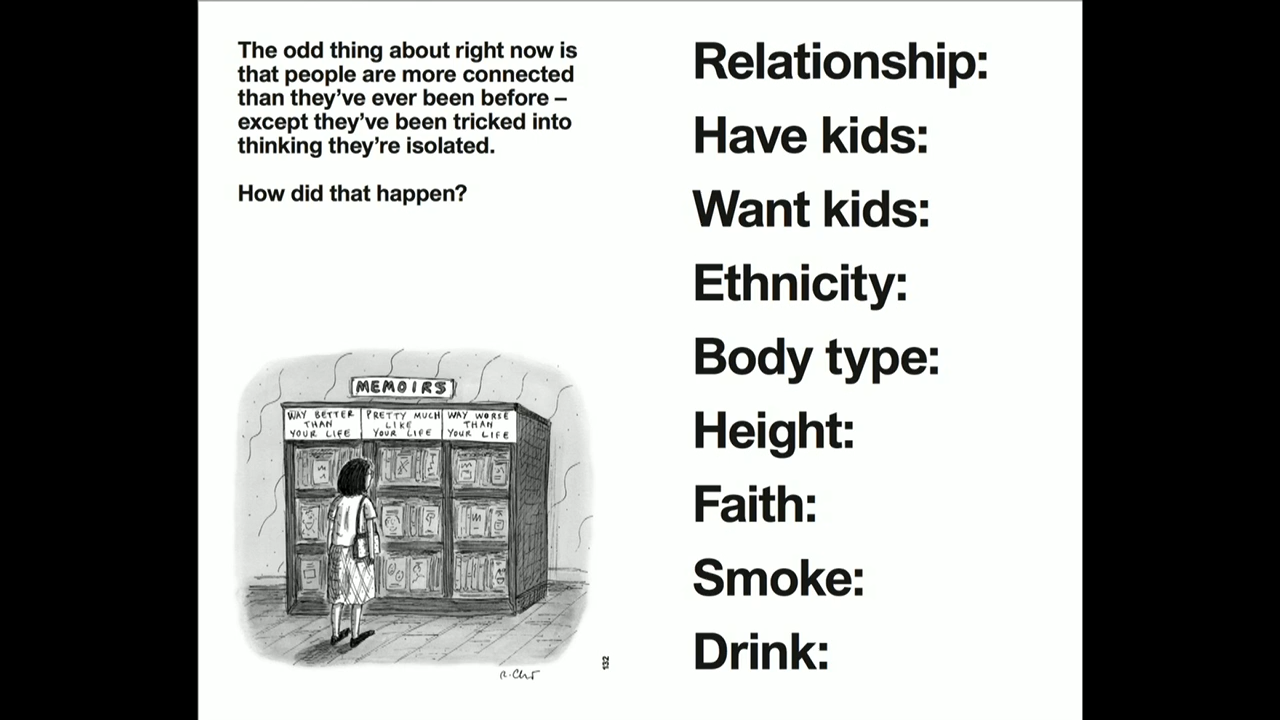 The odd thing about right now is
that people are more connected
than they've ever been before –
except they've been tricked into
thinking they're isolated.
How did that happen?
MEMOIRS
WAY BETTER
THAN
YOUR LIFE
PRETTY MUCH
LIKE
YOUR LIFE
WAY WORSE
THAN
YOUR LIFE
R. Chst
132
Relationship:
Have kids:
Want kids:
Ethnicity:
Body type:
Height:
Faith:
Smoke:
Drink: